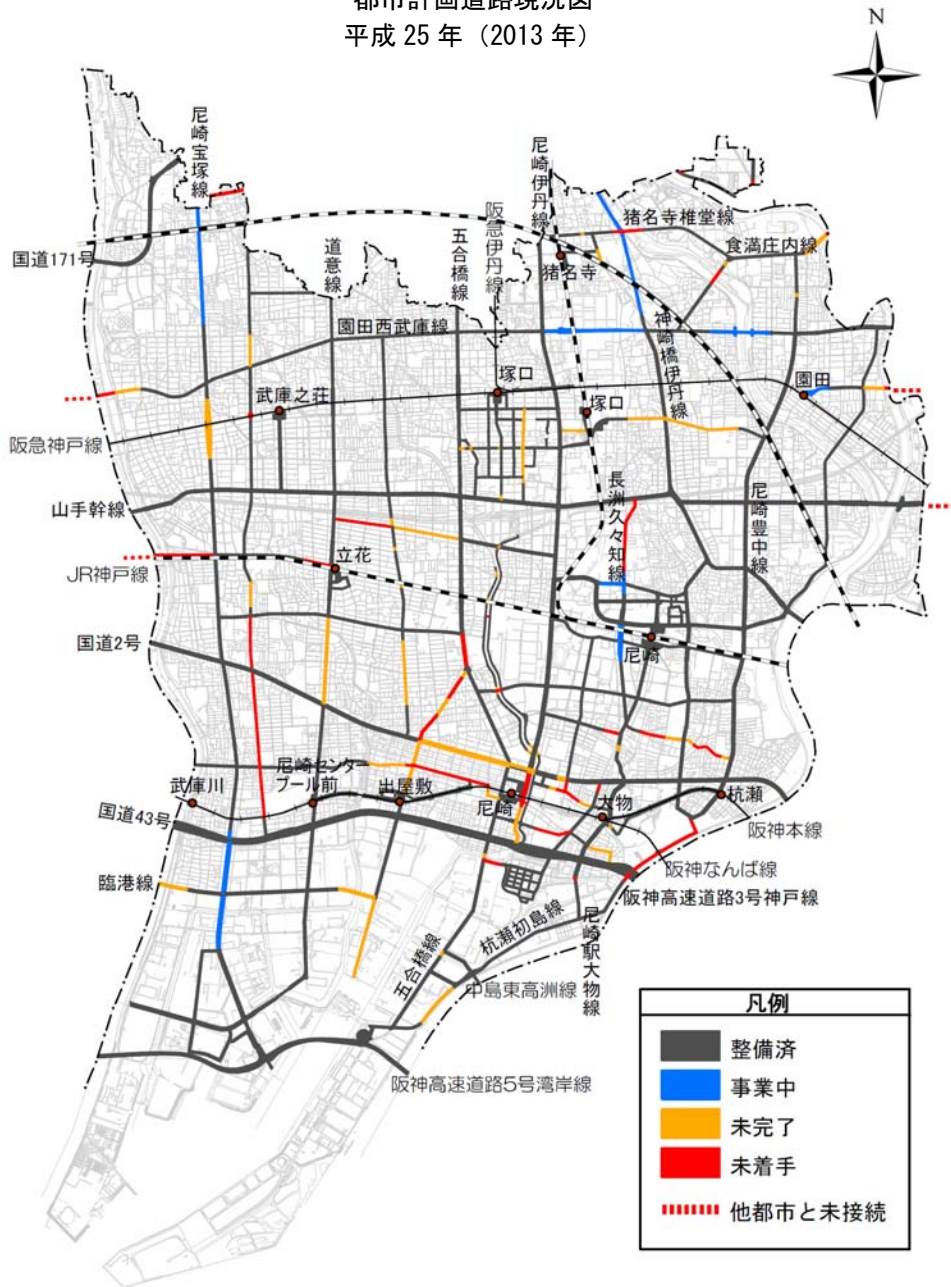 都市計画道路現況図
平成 25 年（2013 年）
N
尼崎宝塚線
国道171号
道意線
五合橋線
阪急伊丹線
尼崎伊丹線
猪名寺椎堂線
食満庄内線
猪名寺
園田西武庫線
神崎橋伊丹線
武庫之荘
塚口
塚口
園田
阪急神戸線
山手幹線
長洲久々知線
尼崎豊中線
立花
JR神戸線
国道2号
尼崎
武庫川
尼崎センター
プール前
出屋敷
尼崎
大物
杭瀬
国道43号
阪神本線
阪神なんば線
阪神高速道路3号神戸線
臨港線
杭瀬初島線
尼崎駅大物線
五合橋線
中島東高洲線
阪神高速道路5号湾岸線
凡例
整備済
事業中
未完了
未着手
他都市と未接続